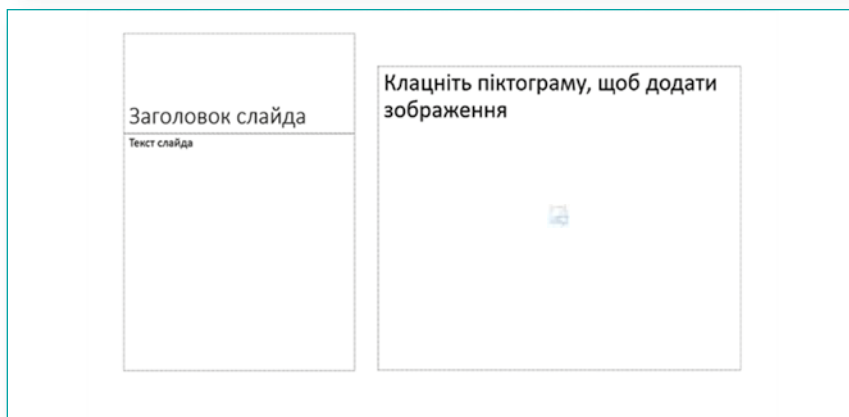 Заголовок слайда
Текст слайда
Клацніть піктограму, щоб додати
зображення